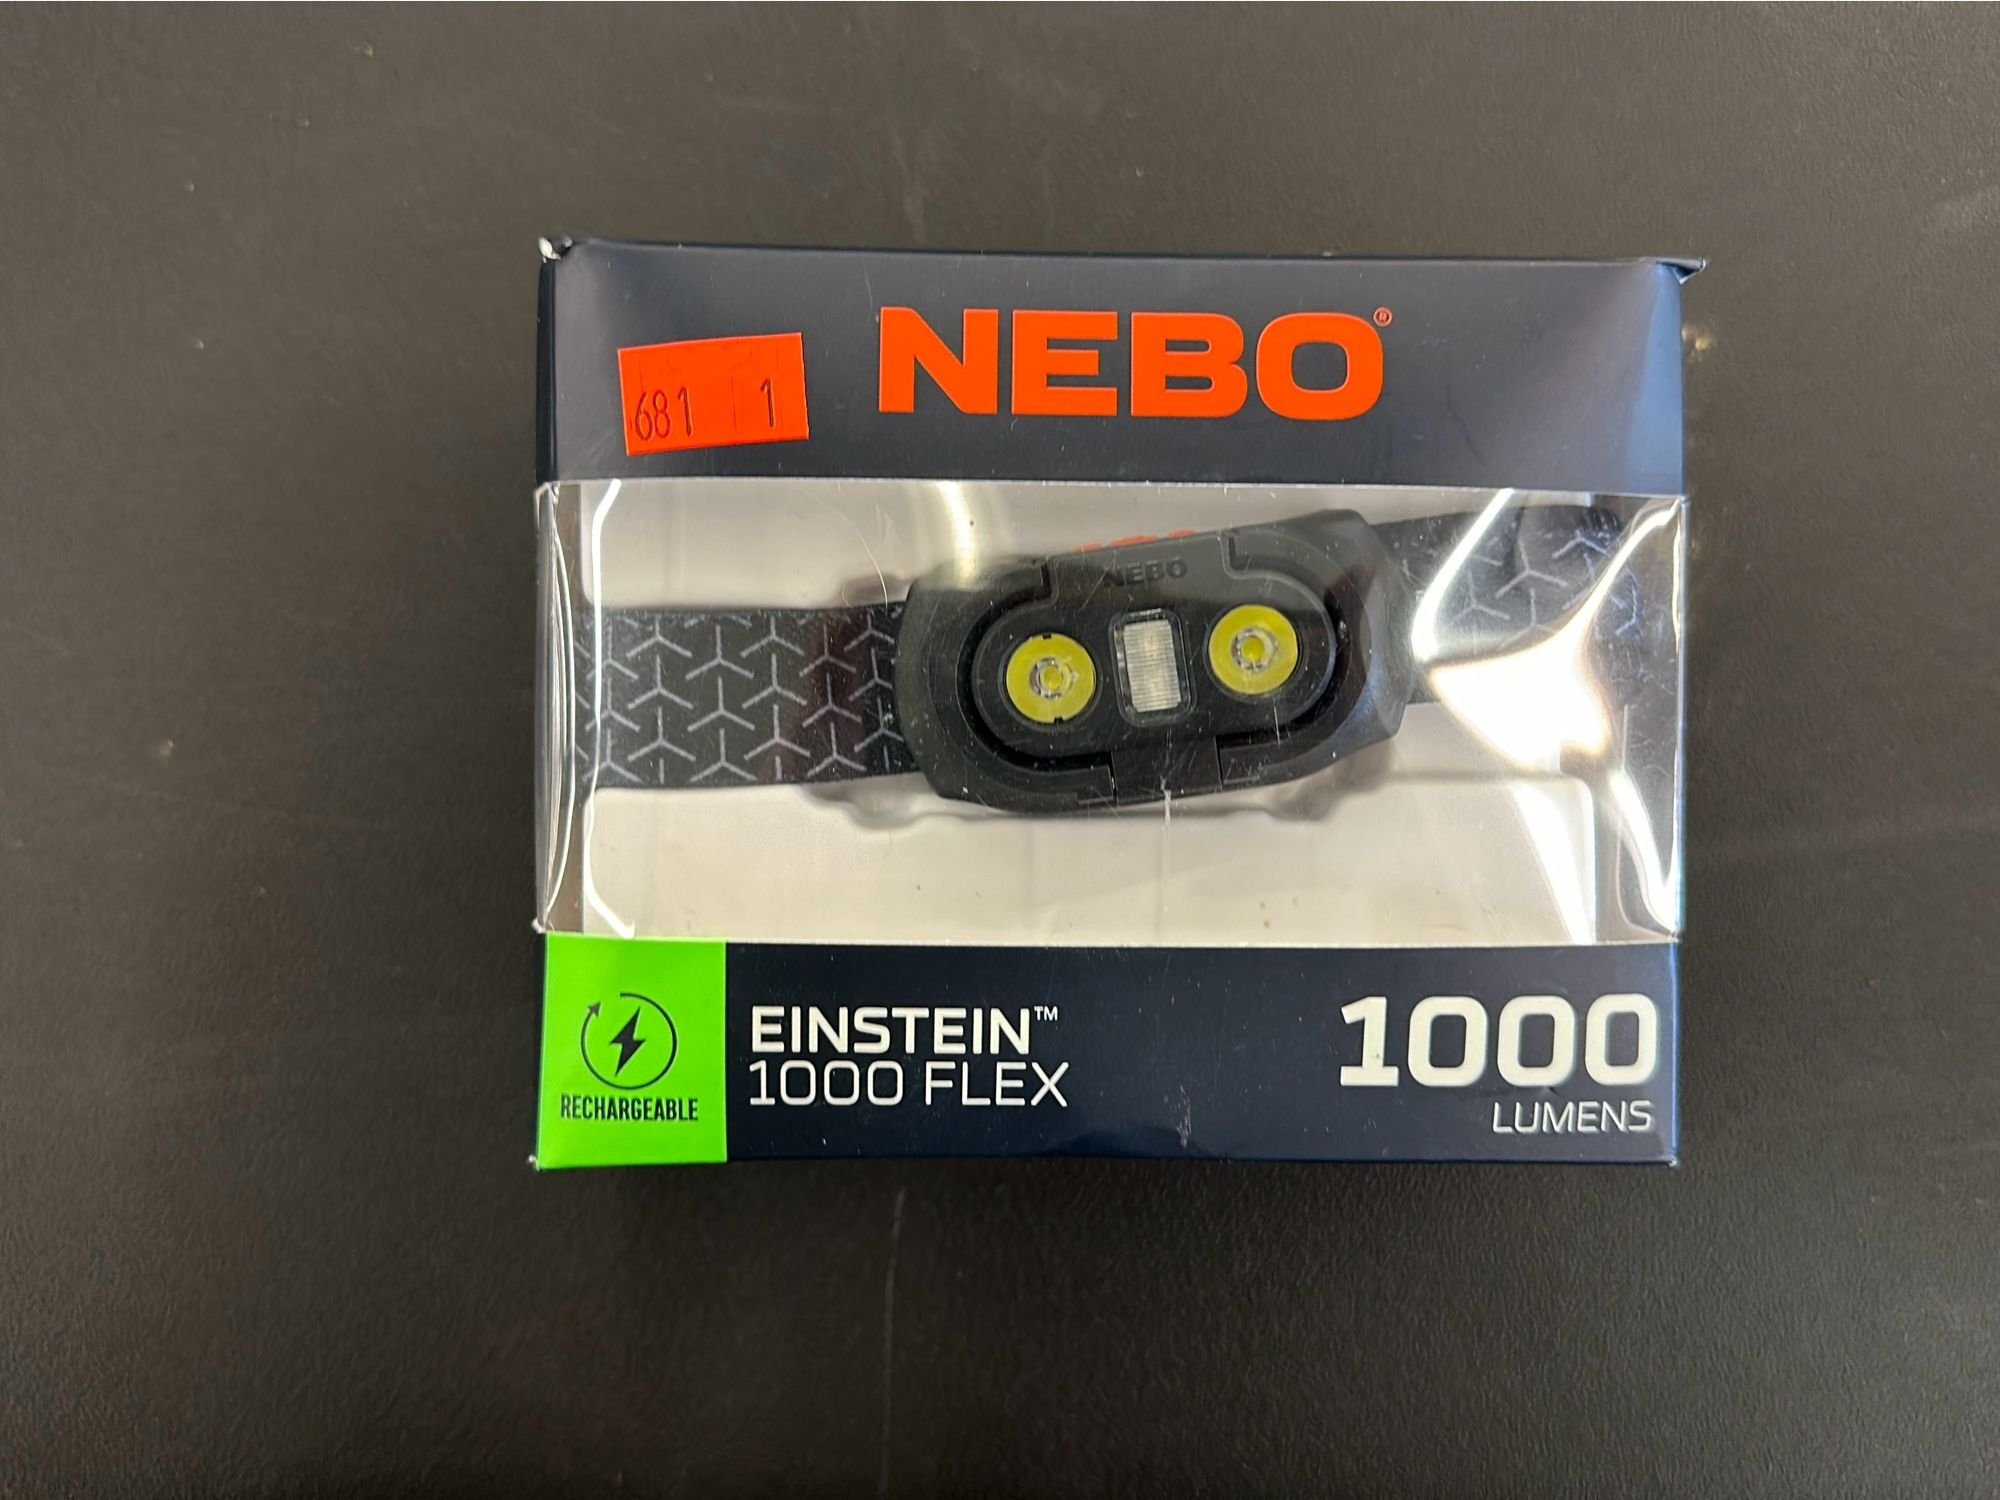 NEBO®
681 1
NEBO
RECHARGEABLE
EINSTEIN™
1000 FLEX
1000
LUMENS